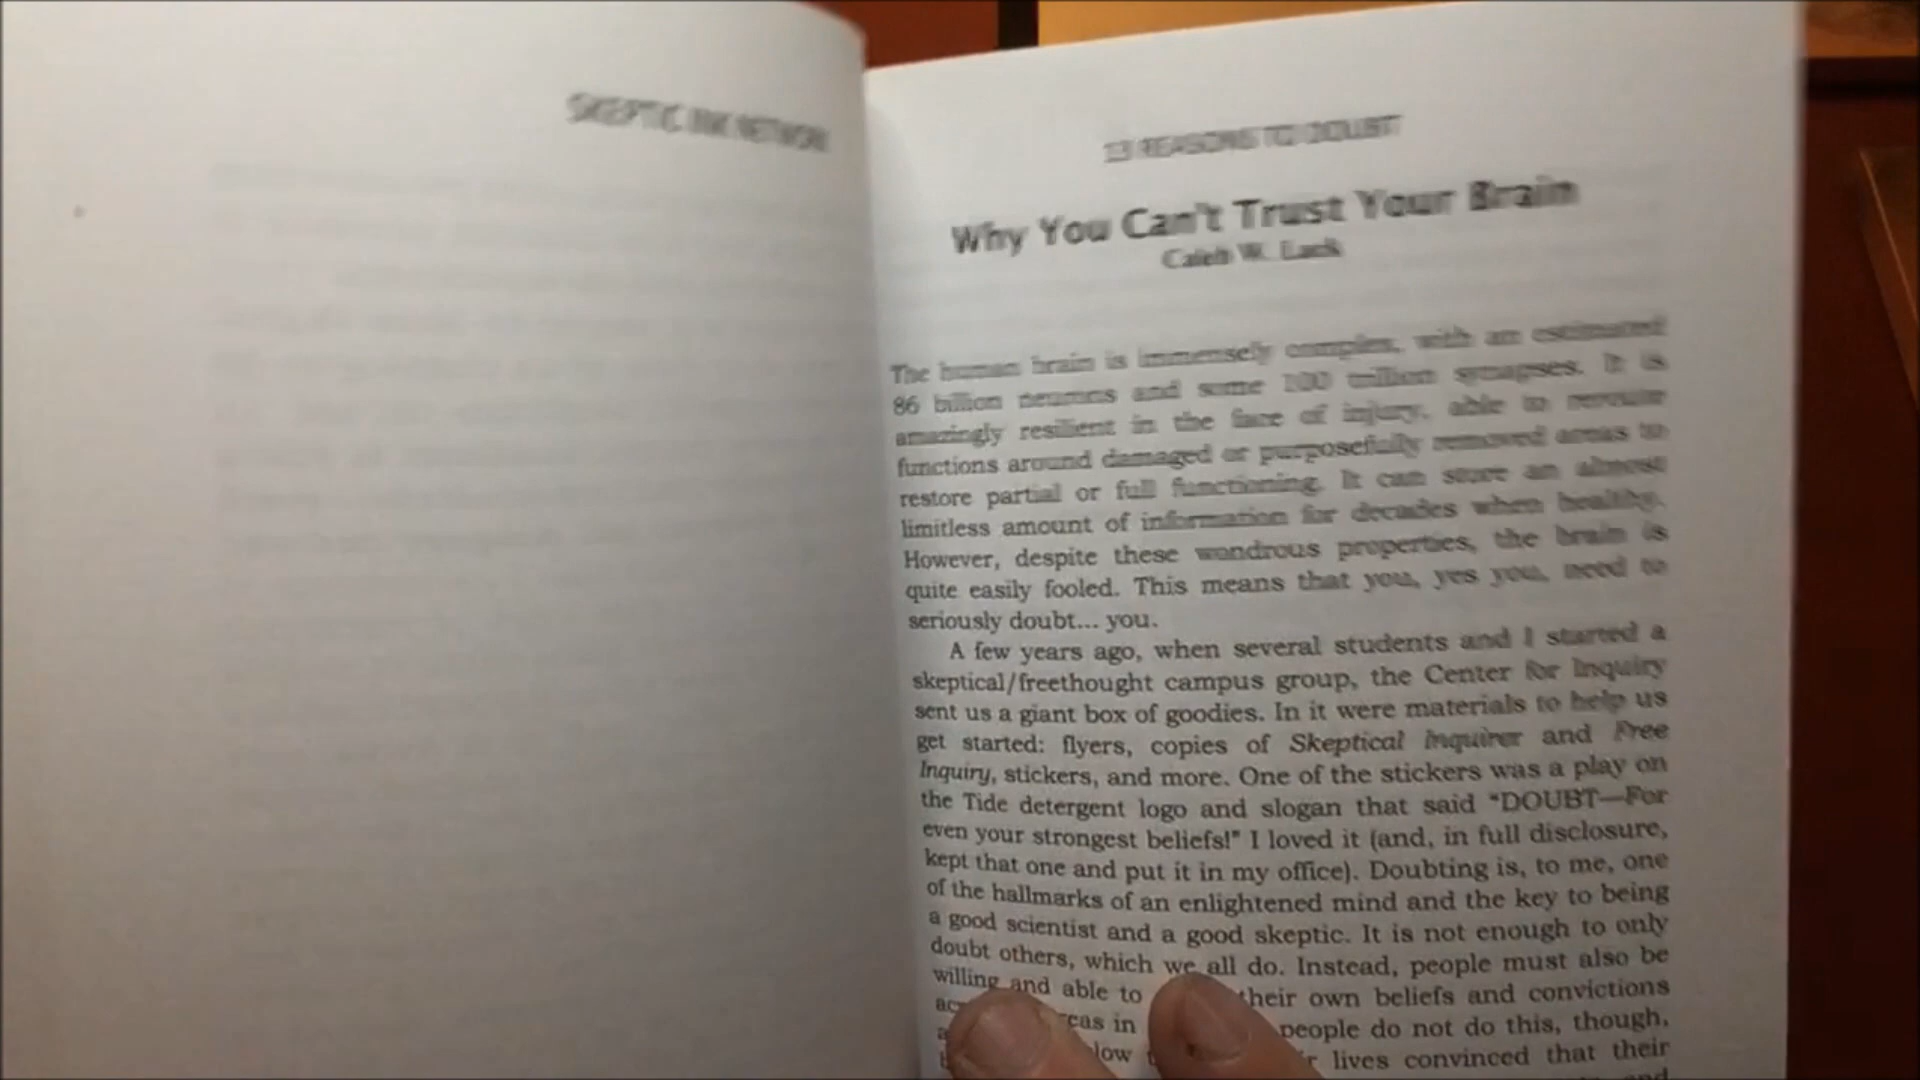 SKEPTIC INK NETWORK
13 REASONS TO DOUBT
Why You Can't Trust Your Brain
Caleb W. Lack
The human brain is immensely complex, with an estimated
86 billion neurons and some 100 trillion synapses. It is
amazingly resilient in the face of injury, able to reroute
functions around damaged or purposefully removed areas to
restore partial or full functioning. It can store an almost
limitless amount of information for decades when healthy.
However, despite these wondrous properties, the brain is
quite easily fooled. This means that you, yes you, need to
seriously doubt... you.
A few years ago, when several students and I started a
skeptical/freethought campus group, the Center for Inquiry
sent us a giant box of goodies. In it were materials to help us
get started: flyers, copies of Skeptical Inquirer and Free
Inquiry, stickers, and more. One of the stickers was a play on
the Tide detergent logo and slogan that said "DOUBT—For
even your strongest beliefs!" I loved it (and, in full disclosure,
kept that one and put it in my office). Doubting is, to me, one
of the hallmarks of an enlightened mind and the key to being
a good scientist and a good skeptic. It is not enough to only
doubt others, which we all do. Instead, people must also be
willing and able to their own beliefs and convictions
in people do not do this, though,
lives convinced that their